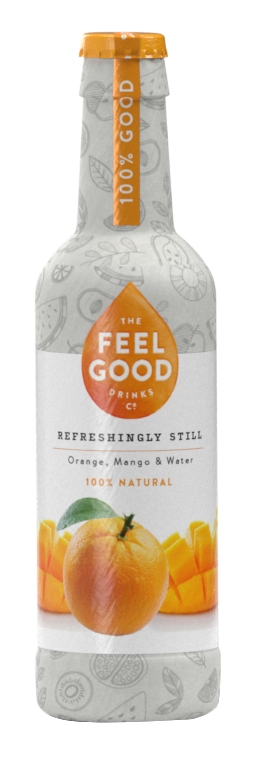 100% GOOD
THE
FEEL
GOOD
DRINKS
Cº
REFRESHINGLY STILL
Orange, Mango & Water
100% NATURAL